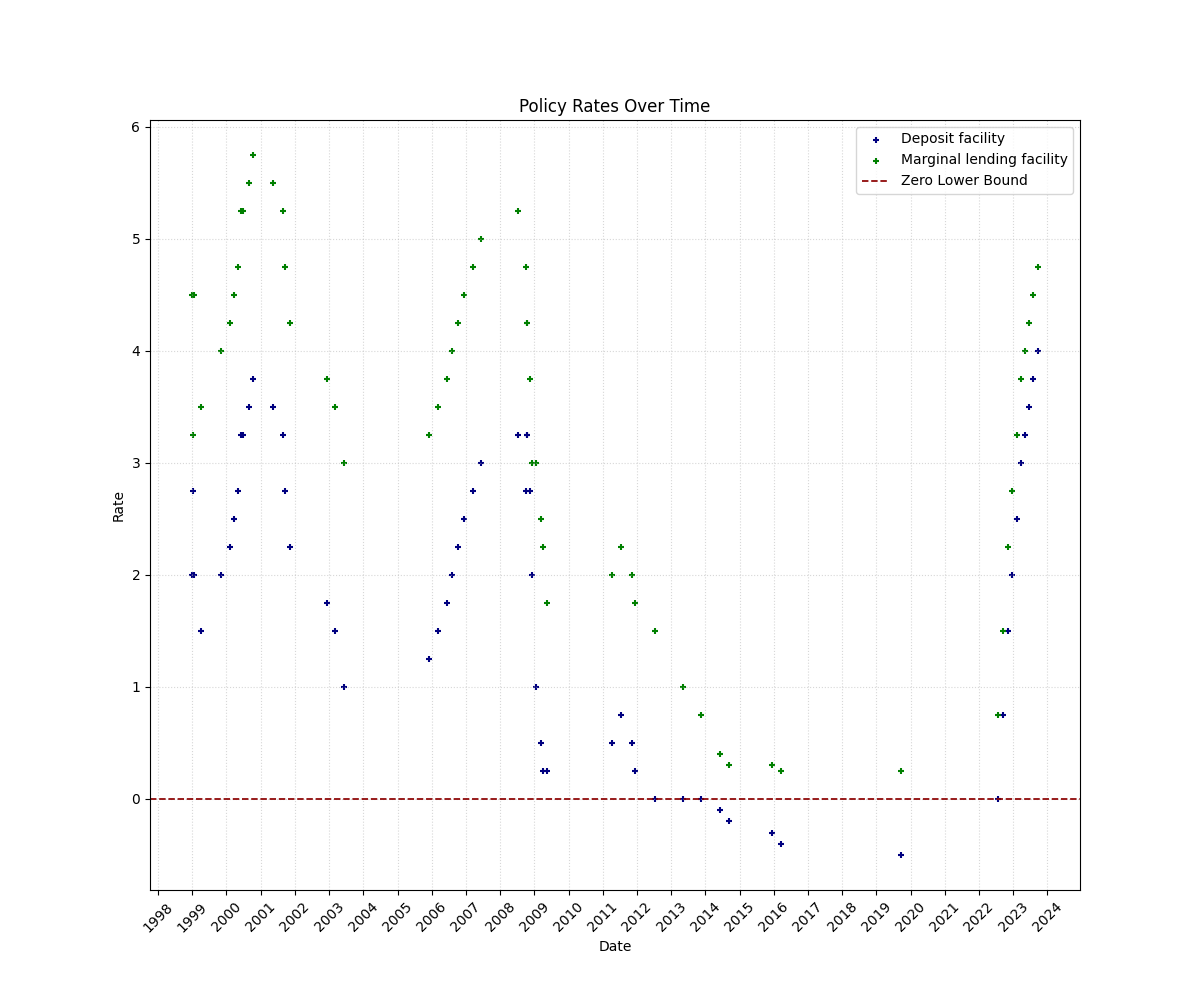 Policy Rates Over Time
Deposit facility
Marginal lending facility
Zero Lower Bound
6
5
4
3
2
1
0
Rate
1998 1999 2000 2001 2002 2003 2004 2005 2006 2007 2008 2009 2010 2011 2012 2013 2014 2015 2016 2017 2018 2019 2020 2021 2022 2023 2024
Date